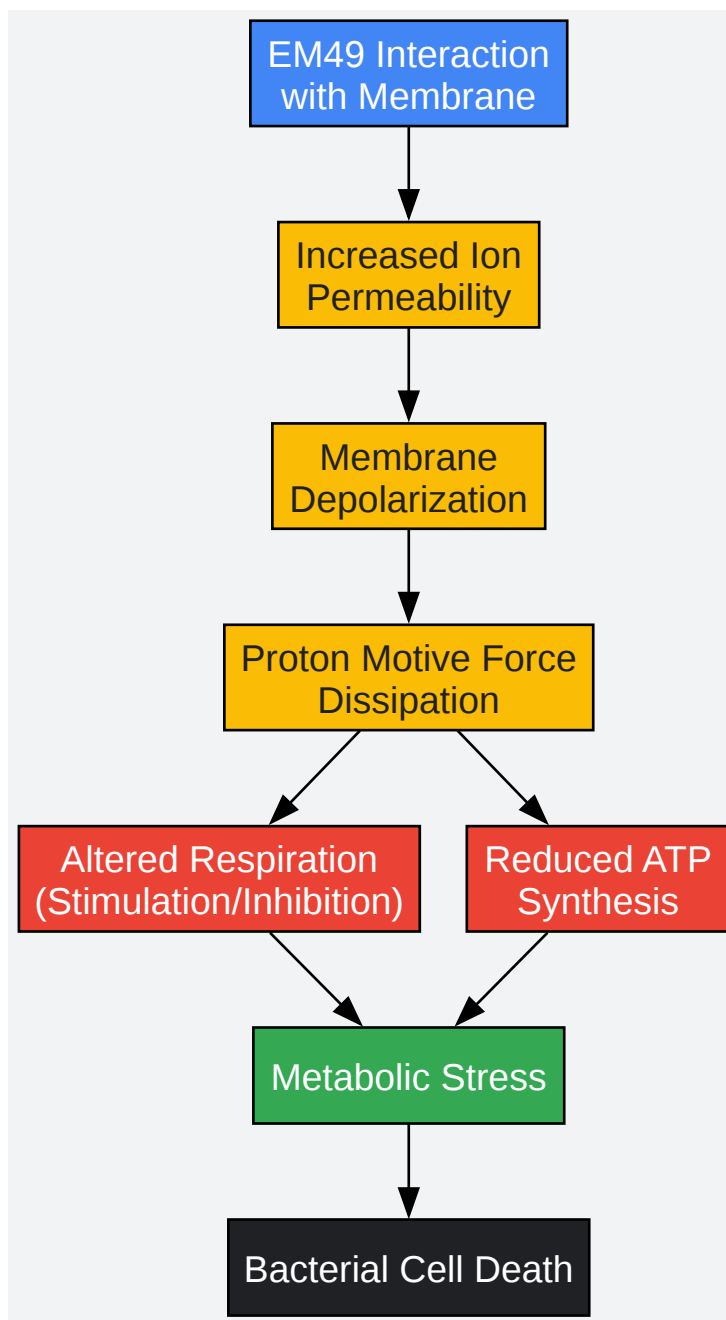 EM49 Interaction
with Membrane
Increased Ion
Permeability
Membrane
Depolarization
Proton Motive Force
Dissipation
Altered Respiration
(Stimulation/Inhibition)
Reduced ATP
Synthesis
Metabolic Stress
Bacterial Cell Death